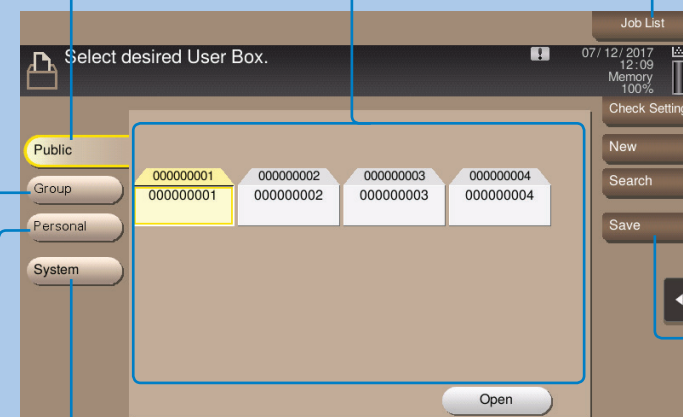 Job List
Select desired User Box.
07/12/2017
12:09
Memory
100%
Check Setting
Public
New
Group
Search
Personal
Save
System
000000001
000000002
000000003
000000004
000000001
000000002
000000003
000000004
Open